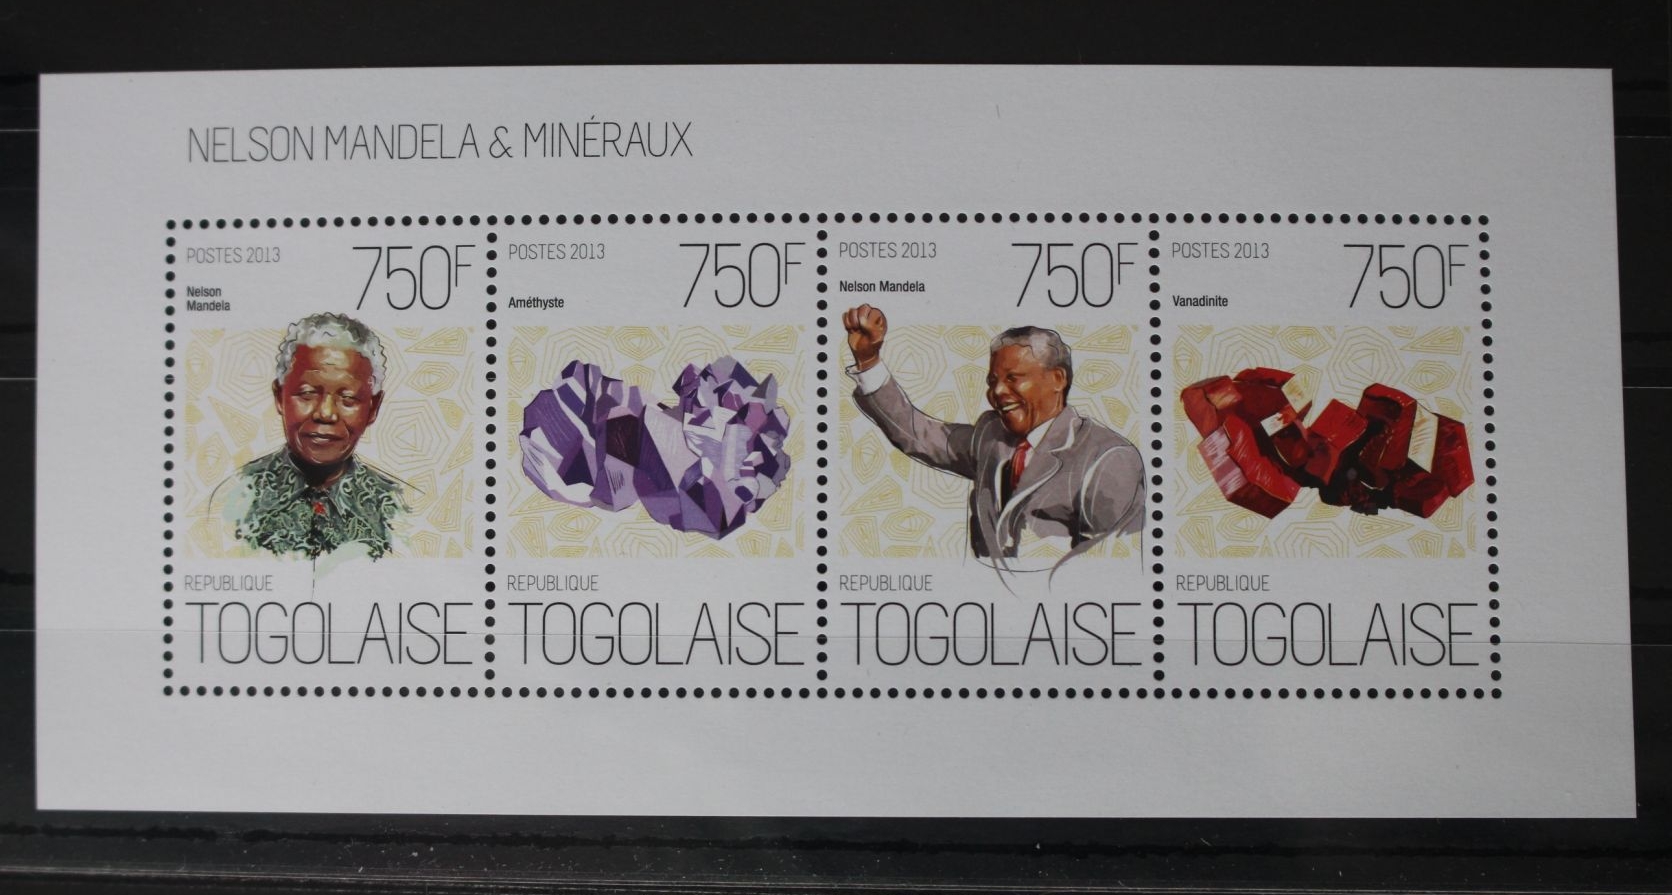 NELSON MANDELA & MINÉRAUX
POSTES 2013
750F
Nelson
Mandela
REPUBLIQUE
TOGOLAISE
POSTES 2013
750F
Améthyste
REPUBLIQUE
TOGOLAISE
POSTES 2013
750F
Nelson Mandela
REPUBLIQUE
TOGOLAISE
POSTES 2013
750F
Vanadinite
REPUBLIQUE
TOGOLAISE